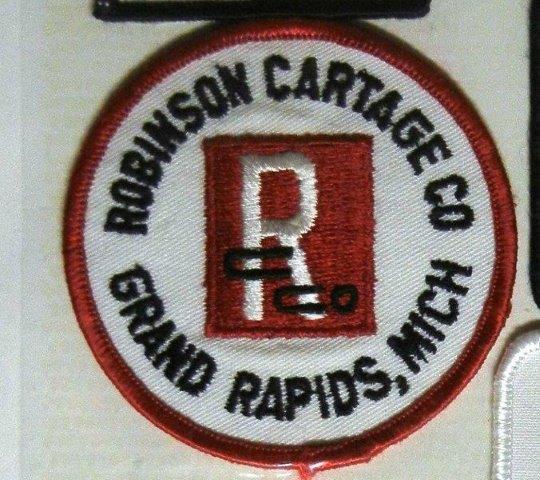 ROBINSON CARTAGE CO
R
C
Co
GRAND RAPIDS, MICH